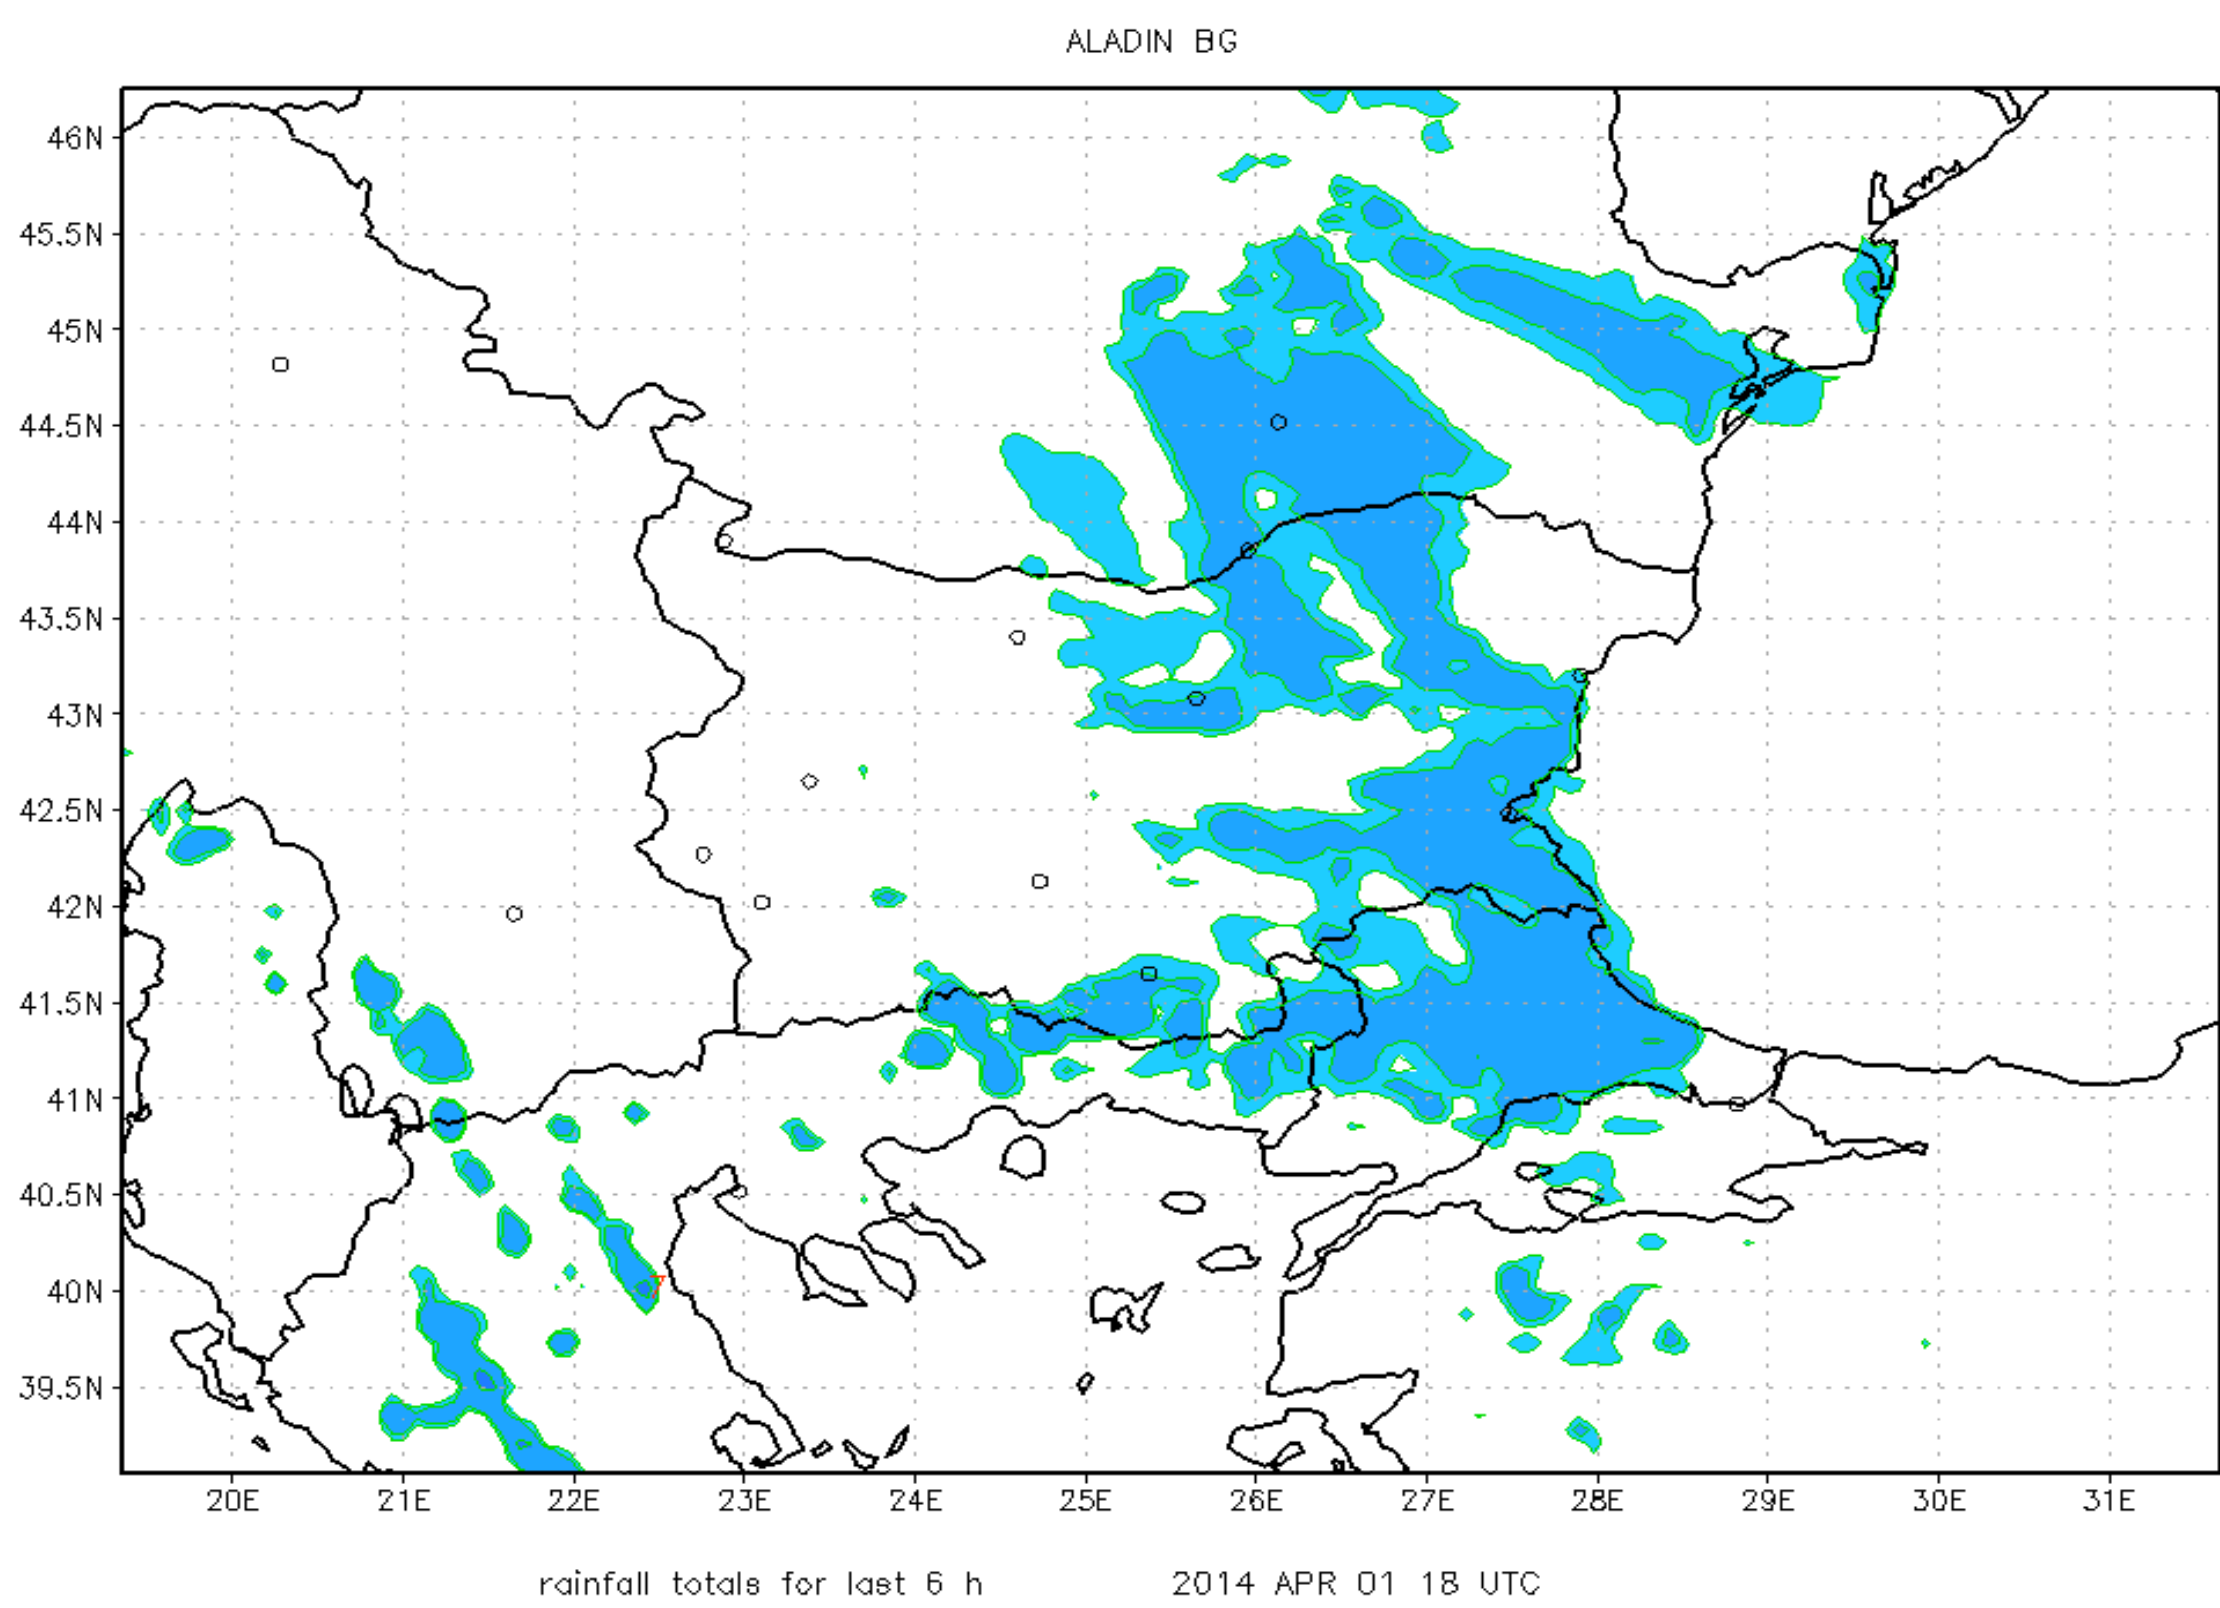 ALADIN BG
46N
45.5N
45N
44.5N
44N
43.5N
43N
42.5N
42N
41.5N
41N
40.5N
40N
39.5N
20E 21E 22E 23E 24E 25E 26E 27E 28E 29E 30E 31E
rainfall totals for last 6 h 2014 APR 01 18 UTC